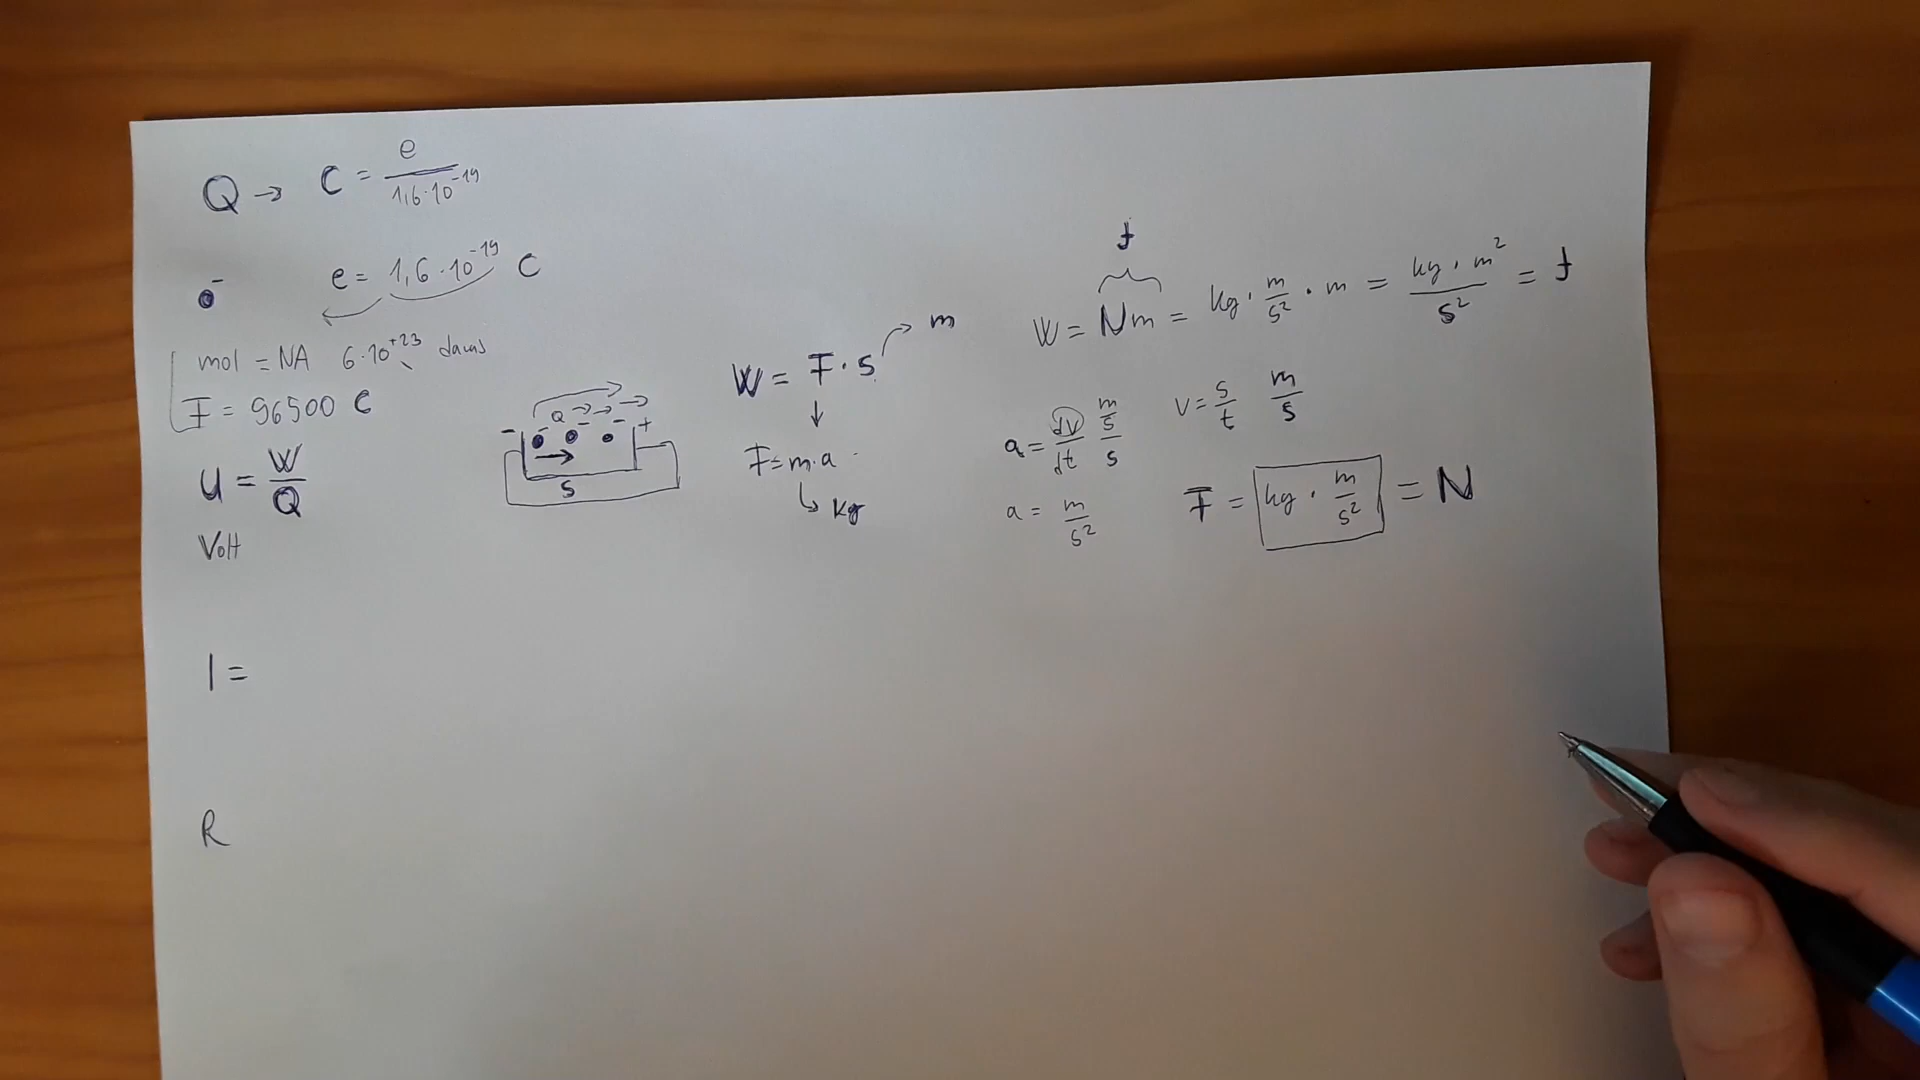 Q → C = e / 1,6·10⁻¹⁹
e = 1,6·10⁻¹⁹ C
mol = NA 6·10⁺²³
F = 96500 C
U = W / Q
Volt
I =
R
Q → → →
- - - - +
S
W = F · s → m
F = m·a
↳ kg
J
W = Nm = kg · m/s² · m = kg · m² / s² = J
a = dv/dt m/s / s
v = s/t m/s
a = m/s²
F = kg · m/s² = N